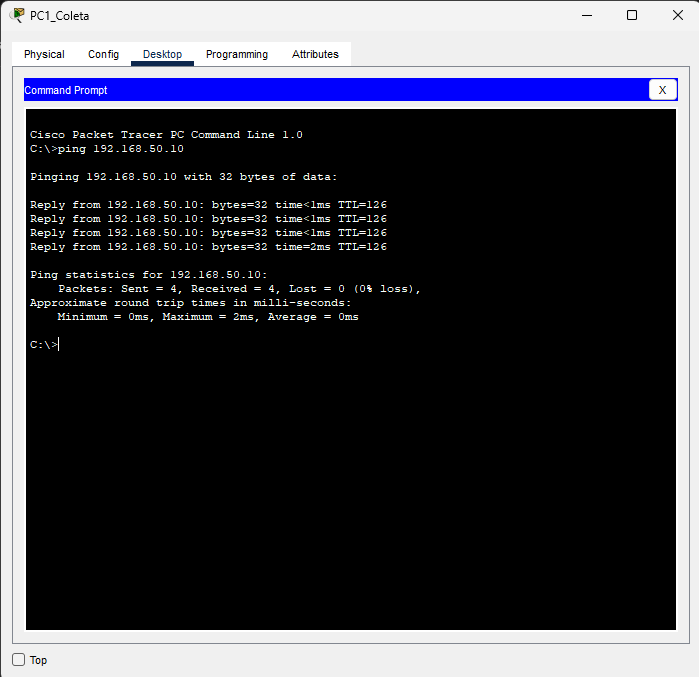 PC1_Coleta
Physical Config Desktop Programming Attributes
Command Prompt X
Cisco Packet Tracer PC Command Line 1.0
C:\>ping 192.168.50.10
Pinging 192.168.50.10 with 32 bytes of data:
Reply from 192.168.50.10: bytes=32 time<1ms TTL=126
Reply from 192.168.50.10: bytes=32 time<1ms TTL=126
Reply from 192.168.50.10: bytes=32 time<1ms TTL=126
Reply from 192.168.50.10: bytes=32 time=2ms TTL=126
Ping statistics for 192.168.50.10:
Packets: Sent = 4, Received = 4, Lost = 0 (0% loss),
Approximate round trip times in milli-seconds:
Minimum = 0ms, Maximum = 2ms, Average = 0ms
C:\>
Top